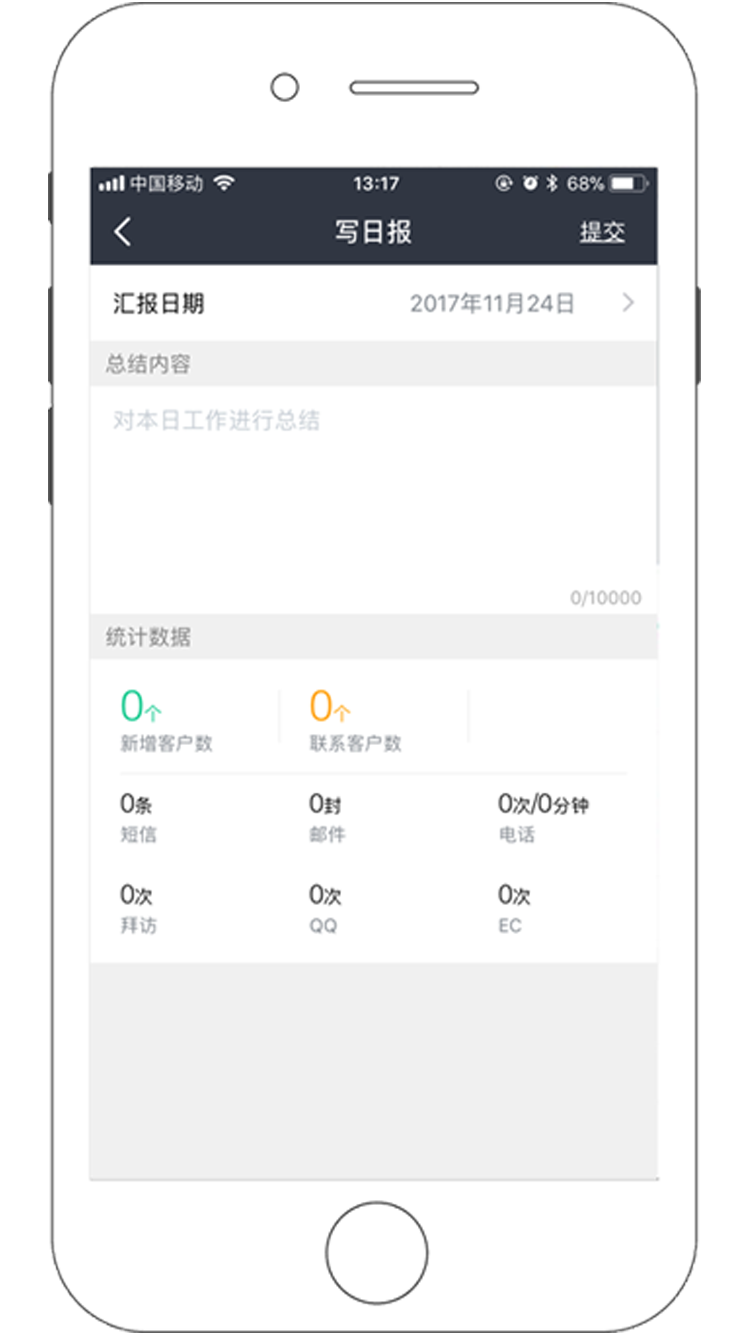 中国移动 13:17 68%
写日报 提交
汇报日期 2017年11月24日
总结内容
对本日工作进行总结
0/10000
统计数据
0个 0个
新增客户数 联系客户数
0条 0封 0次/0分钟
短信 邮件 电话
0次 0次 0次
拜访 QQ EC